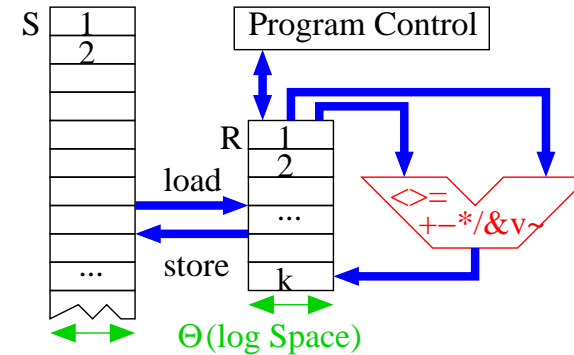 S
1
2
...
Program Control
R
1
2
...
k
load
store
<>=
+−*/&v~
Θ(log Space)